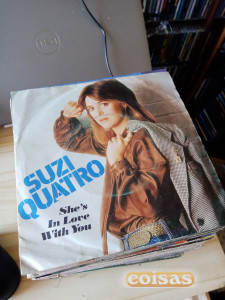 SUZI
QUATRO
She's
In Love
With You
coisas